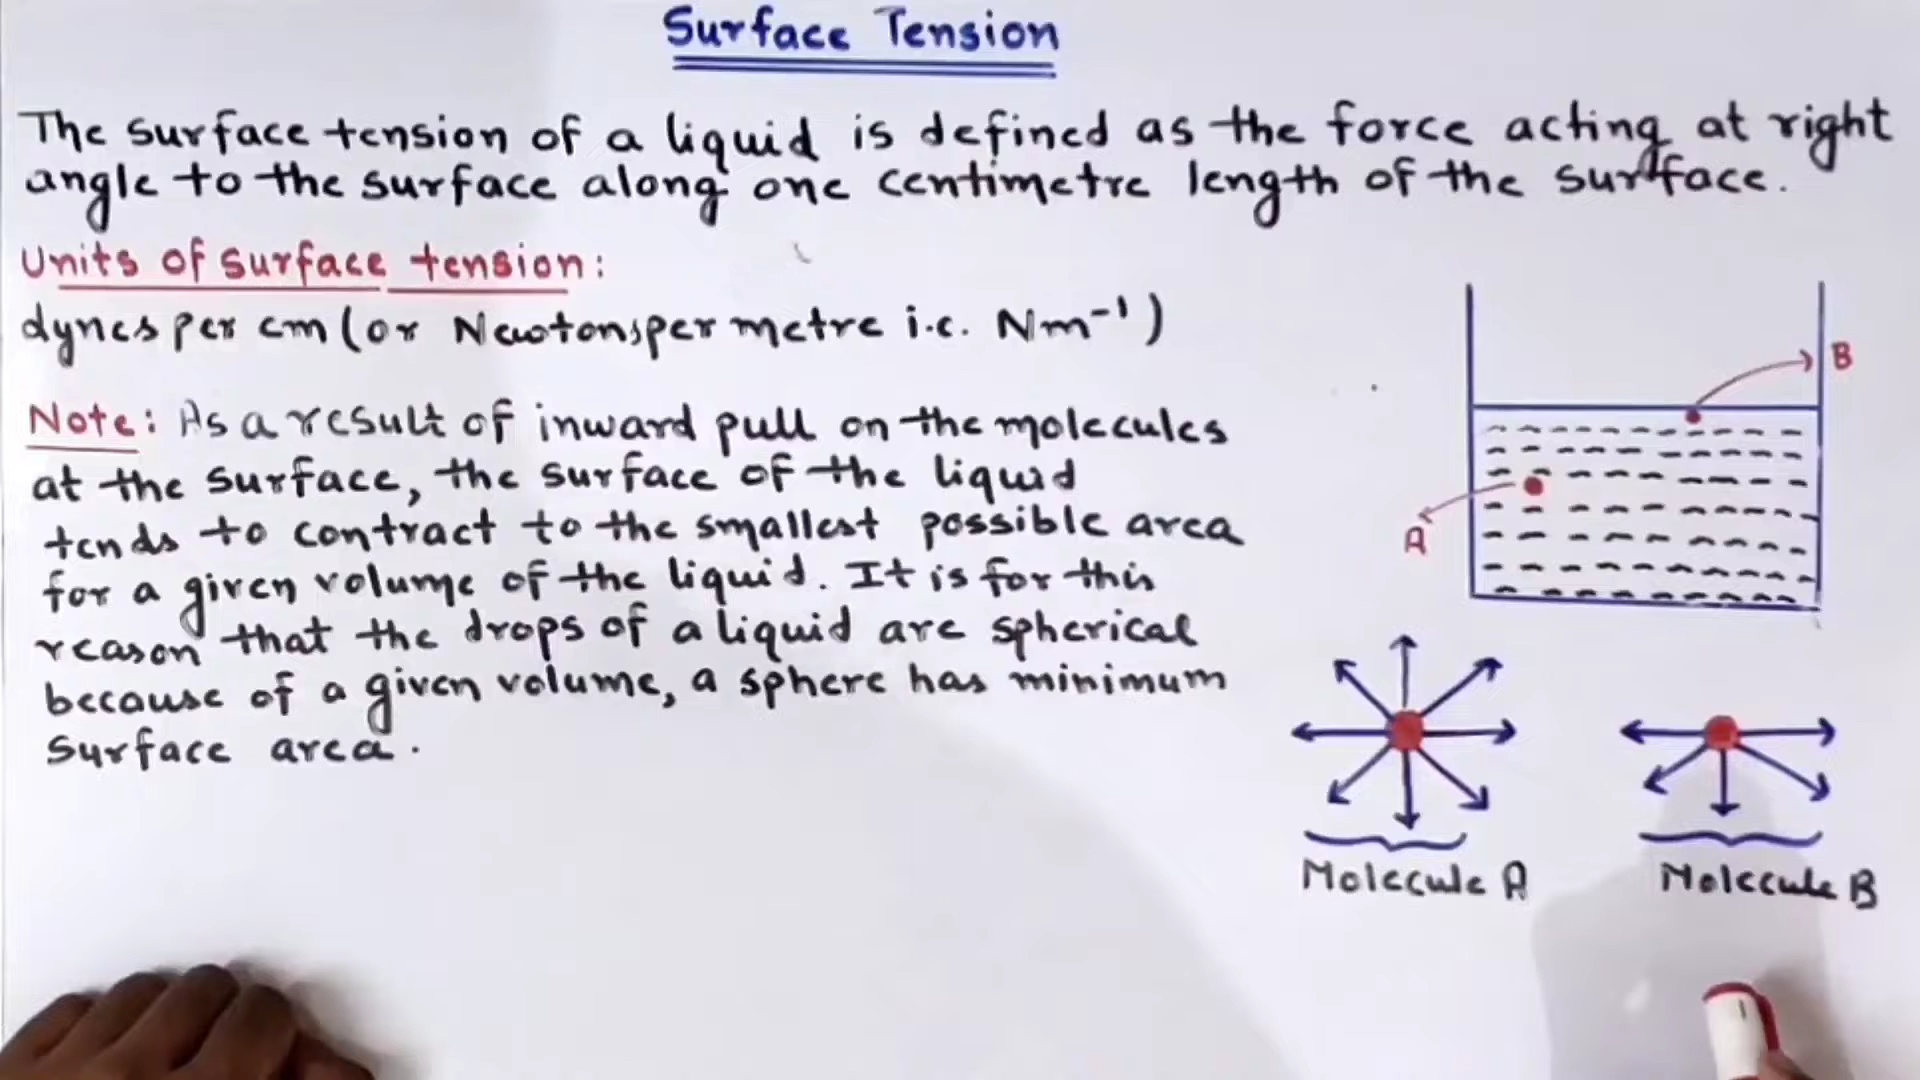 Surface Tension
The surface tension of a liquid is defined as the force acting at right
angle to the surface along one centimetre length of the surface.
Units of surface tension:
dynes per cm (or Newtons per metre i.e. Nm⁻¹)
Note: As a result of inward pull on the molecules
at the surface, the surface of the liquid
tends to contract to the smallest possible area
for a given volume of the liquid. It is for this
reason that the drops of a liquid are spherical
because of a given volume, a sphere has minimum
surface area.
B
A
Molecule A
Molecule B